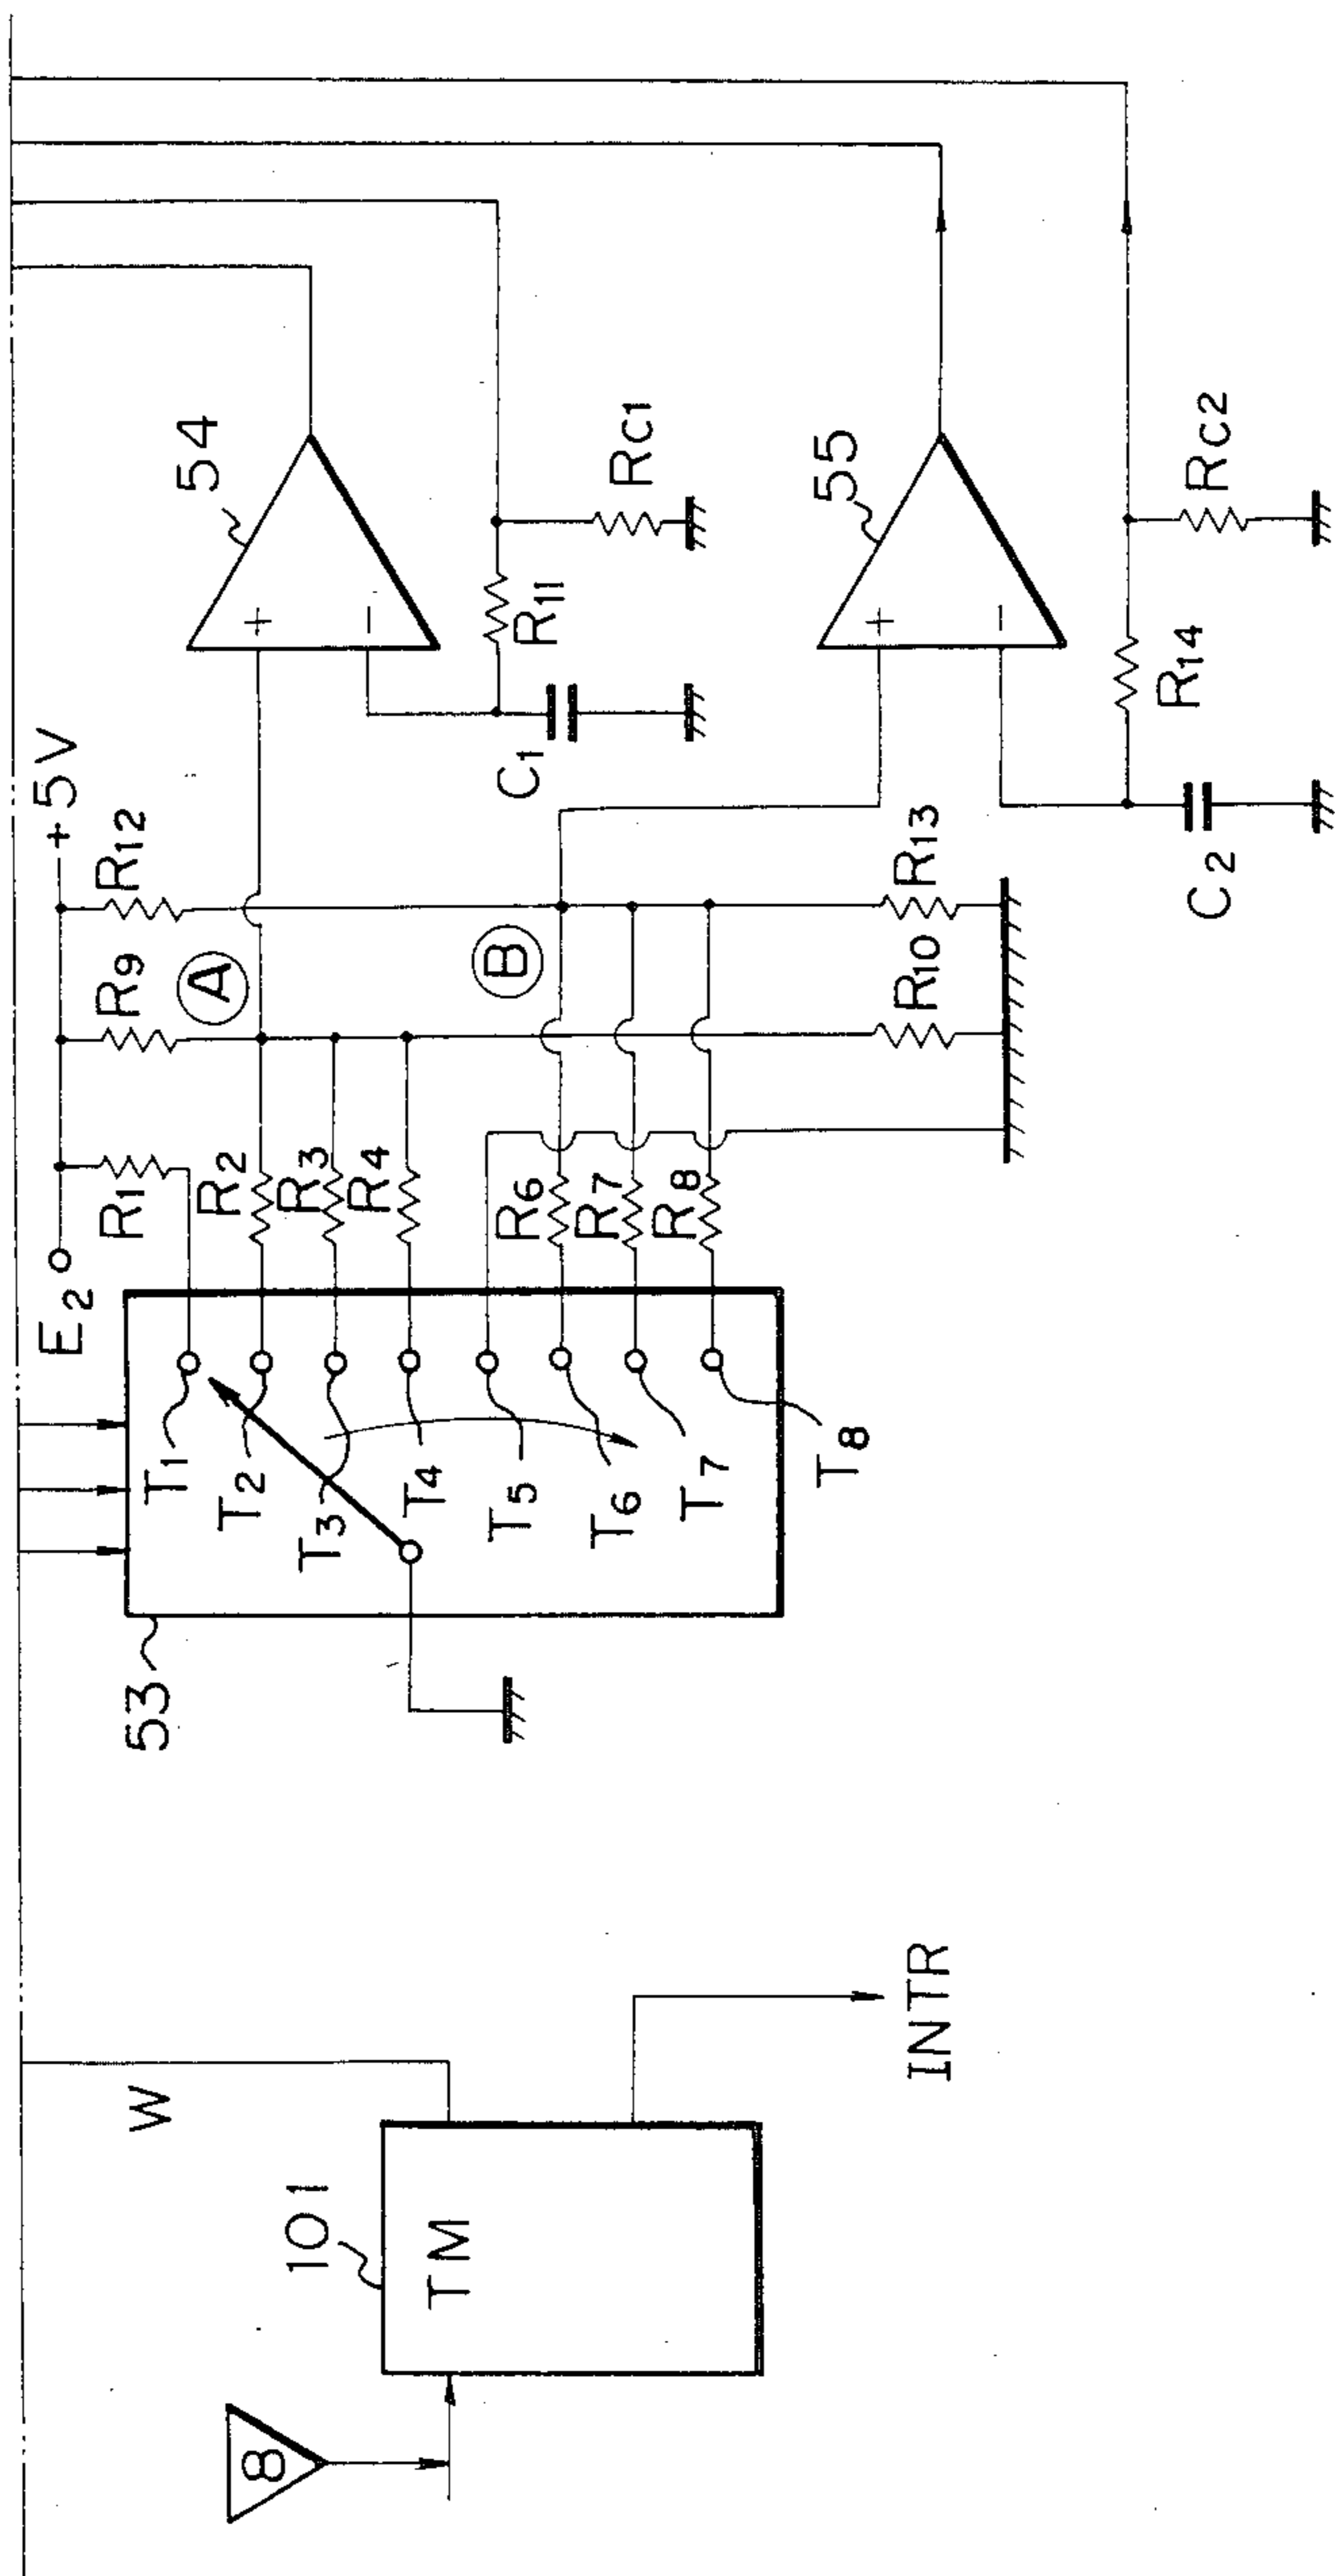 E2
+5V
R1
R9
R12
A
B
R2
R3
R4
R6
R7
R8
R10
R13
53
T1
T2
T3
T4
T5
T6
T7
T8
54
+
−
R11
RC1
C1
55
+
−
R14
RC2
C2
8
101
TM
W
INTR